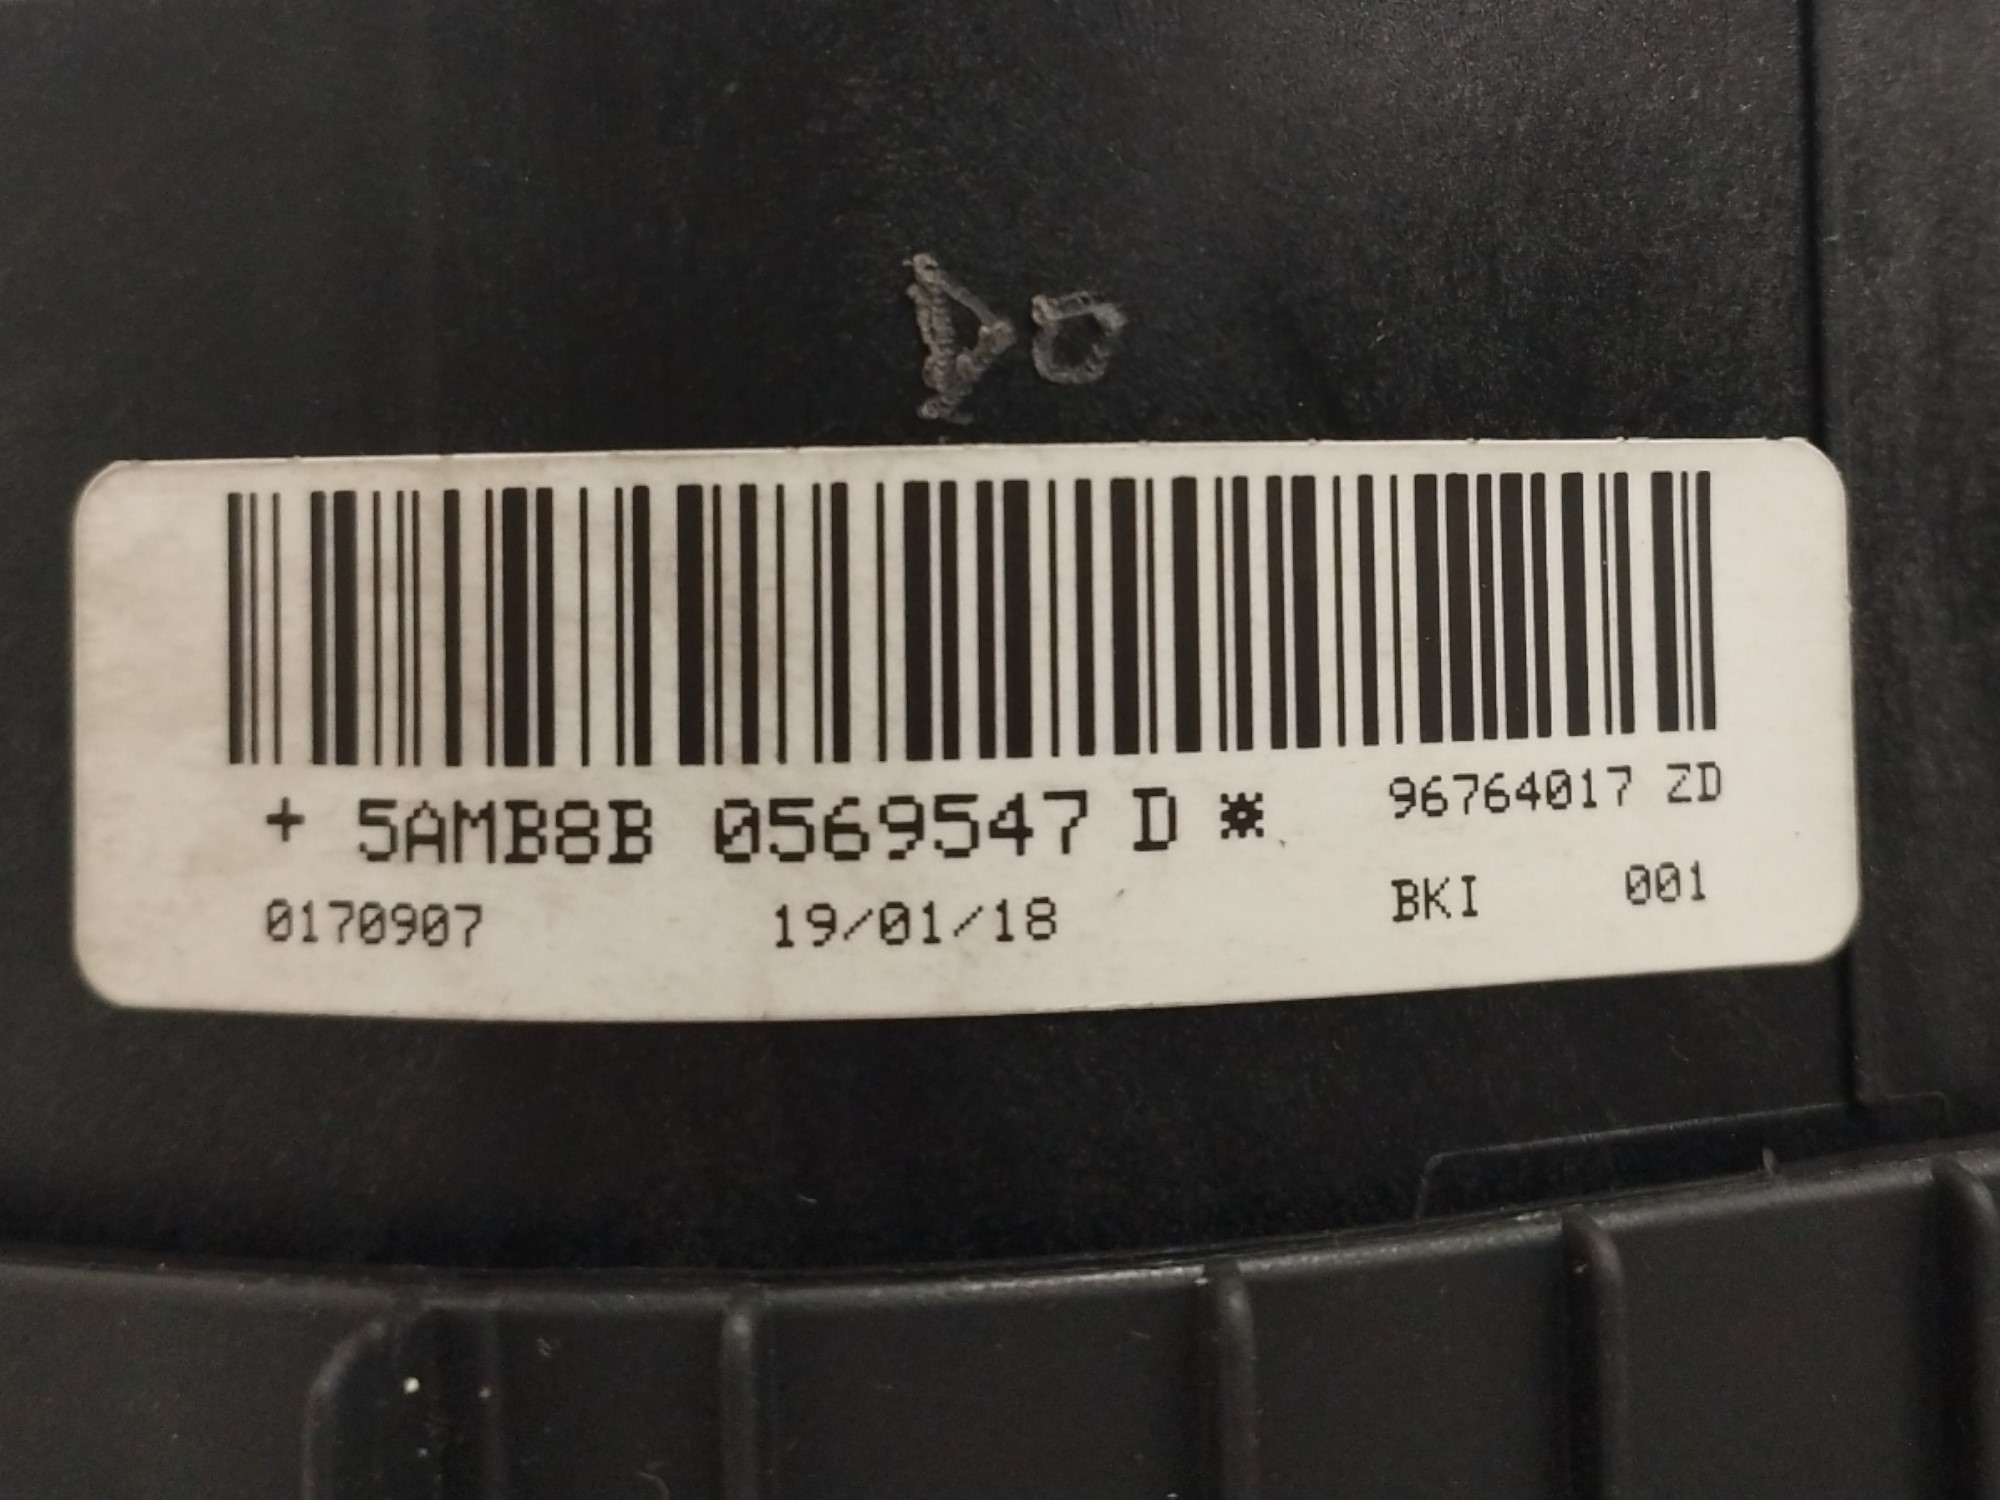 + 5AMB8B 0569547 D *
96764017 ZD
0170907
19/01/18
BKI
001